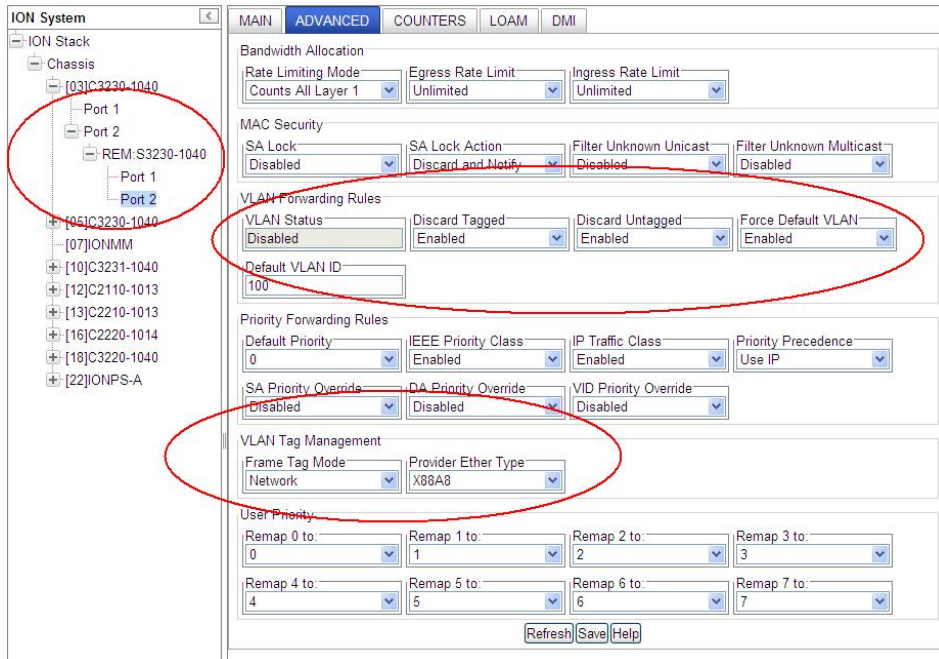 ION System
<
ION Stack
Chassis
[03]C3230-1040
Port 1
Port 2
REM:S3230-1040
Port 1
Port 2
[05]C3230-1040
[07]IONMM
[10]C3231-1040
[12]C2110-1013
[13]C2210-1013
[16]C2220-1014
[18]C3220-1040
[22]IONPS-A
MAIN ADVANCED COUNTERS LOAM DMI
Bandwidth Allocation
Rate Limiting Mode Egress Rate Limit Ingress Rate Limit
Counts All Layer 1 Unlimited Unlimited
MAC Security
SA Lock SA Lock Action Filter Unknown Unicast Filter Unknown Multicast
Disabled Discard and Notify Disabled Disabled
VLAN Forwarding Rules
VLAN Status Discard Tagged Discard Untagged Force Default VLAN
Disabled Enabled Enabled Enabled
Default VLAN ID
100
Priority Forwarding Rules
Default Priority IEEE Priority Class IP Traffic Class Priority Precedence
0 Enabled Enabled Use IP
SA Priority Override DA Priority Override VID Priority Override
Disabled Disabled Disabled
VLAN Tag Management
Frame Tag Mode Provider Ether Type
Network X88A8
User Priority
Remap 0 to: Remap 1 to: Remap 2 to: Remap 3 to:
0 1 2 3
Remap 4 to: Remap 5 to: Remap 6 to: Remap 7 to:
4 5 6 7
Refresh Save Help